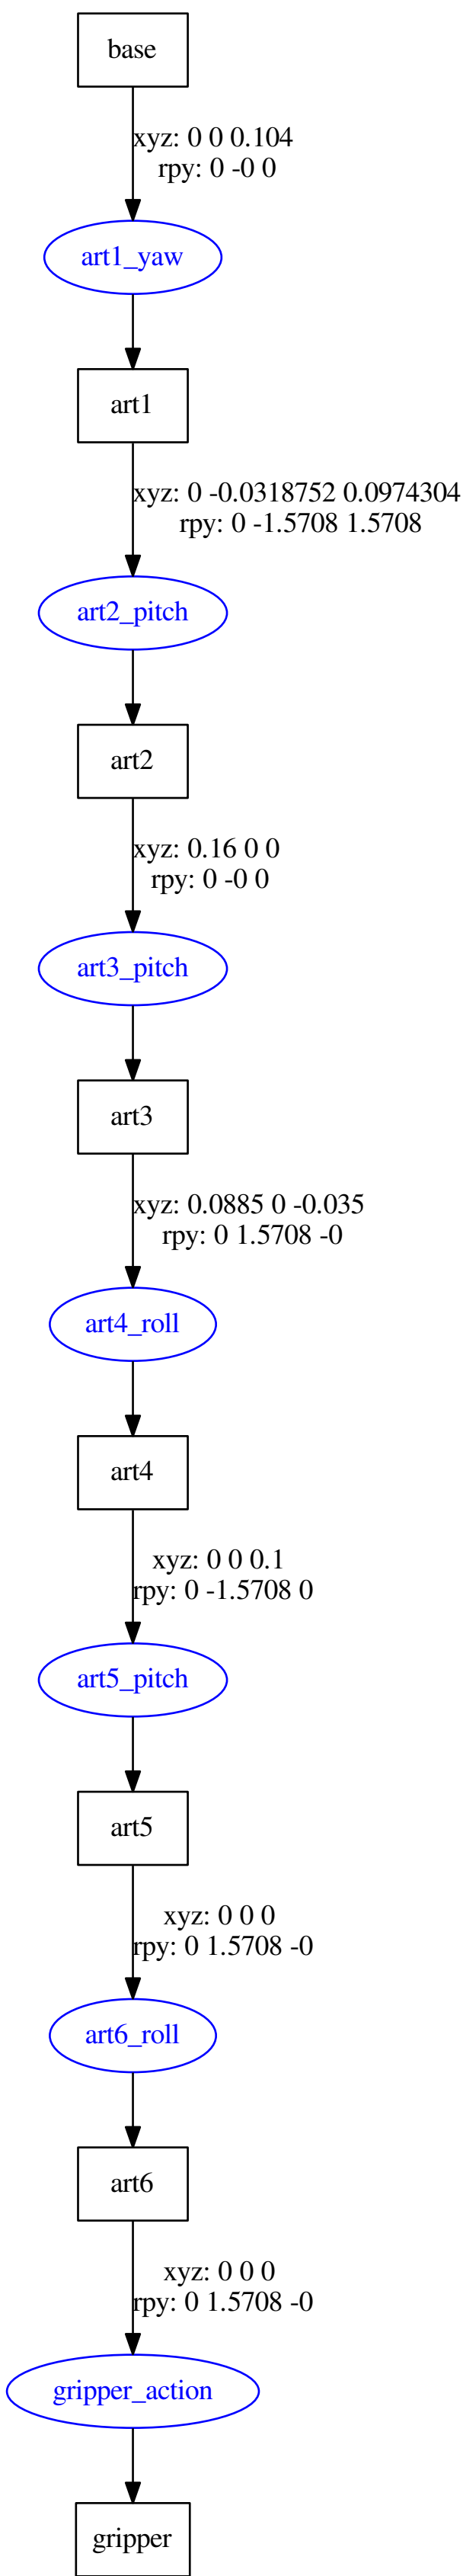 base
xyz: 0 0 0.104
rpy: 0 -0 0
art1_yaw
art1
xyz: 0 -0.0318752 0.0974304
rpy: 0 -1.5708 1.5708
art2_pitch
art2
xyz: 0.16 0 0
rpy: 0 -0 0
art3_pitch
art3
xyz: 0.0885 0 -0.035
rpy: 0 1.5708 -0
art4_roll
art4
xyz: 0 0 0.1
rpy: 0 -1.5708 0
art5_pitch
art5
xyz: 0 0 0
rpy: 0 1.5708 -0
art6_roll
art6
xyz: 0 0 0
rpy: 0 1.5708 -0
gripper_action
gripper